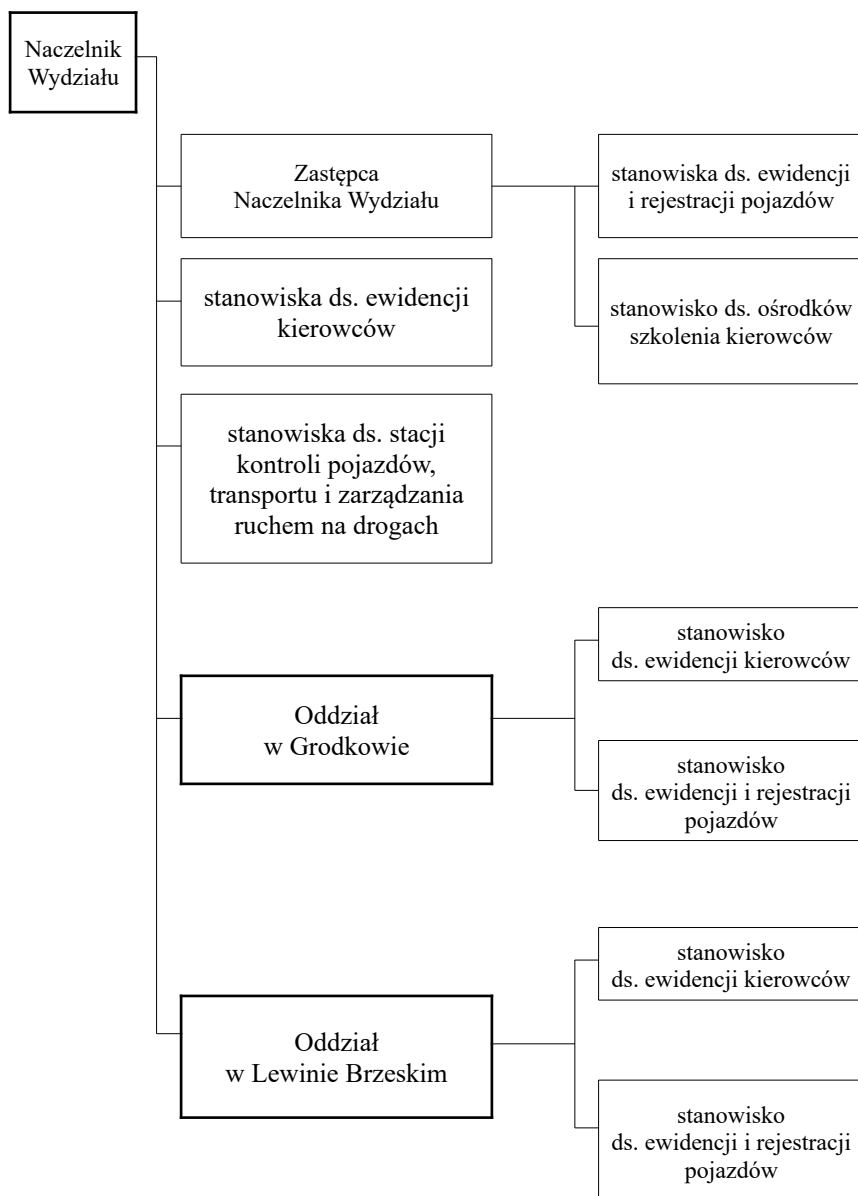 Naczelnik
Wydziału
Zastępca
Naczelnika Wydziału
stanowiska ds. ewidencji
i rejestracji pojazdów
stanowiska ds. ewidencji
kierowców
stanowisko ds. ośrodków
szkolenia kierowców
stanowiska ds. stacji
kontroli pojazdów,
transportu i zarządzania
ruchem na drogach
stanowisko
ds. ewidencji kierowców
Oddział
w Grodkowie
stanowisko
ds. ewidencji i rejestracji
pojazdów
stanowisko
ds. ewidencji kierowców
Oddział
w Lewinie Brzeskim
stanowisko
ds. ewidencji i rejestracji
pojazdów